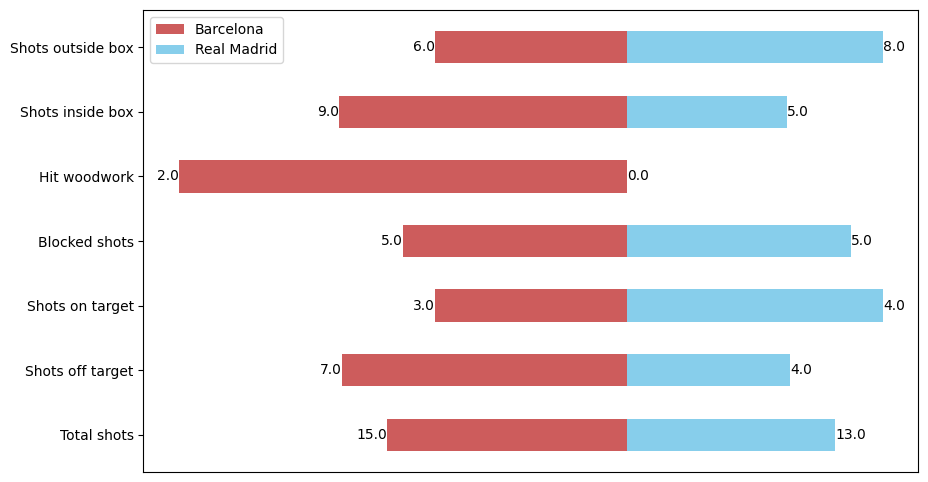 Barcelona
Real Madrid
Shots outside box 6.0 8.0
Shots inside box 9.0 5.0
Hit woodwork 2.0 0.0
Blocked shots 5.0 5.0
Shots on target 3.0 4.0
Shots off target 7.0 4.0
Total shots 15.0 13.0